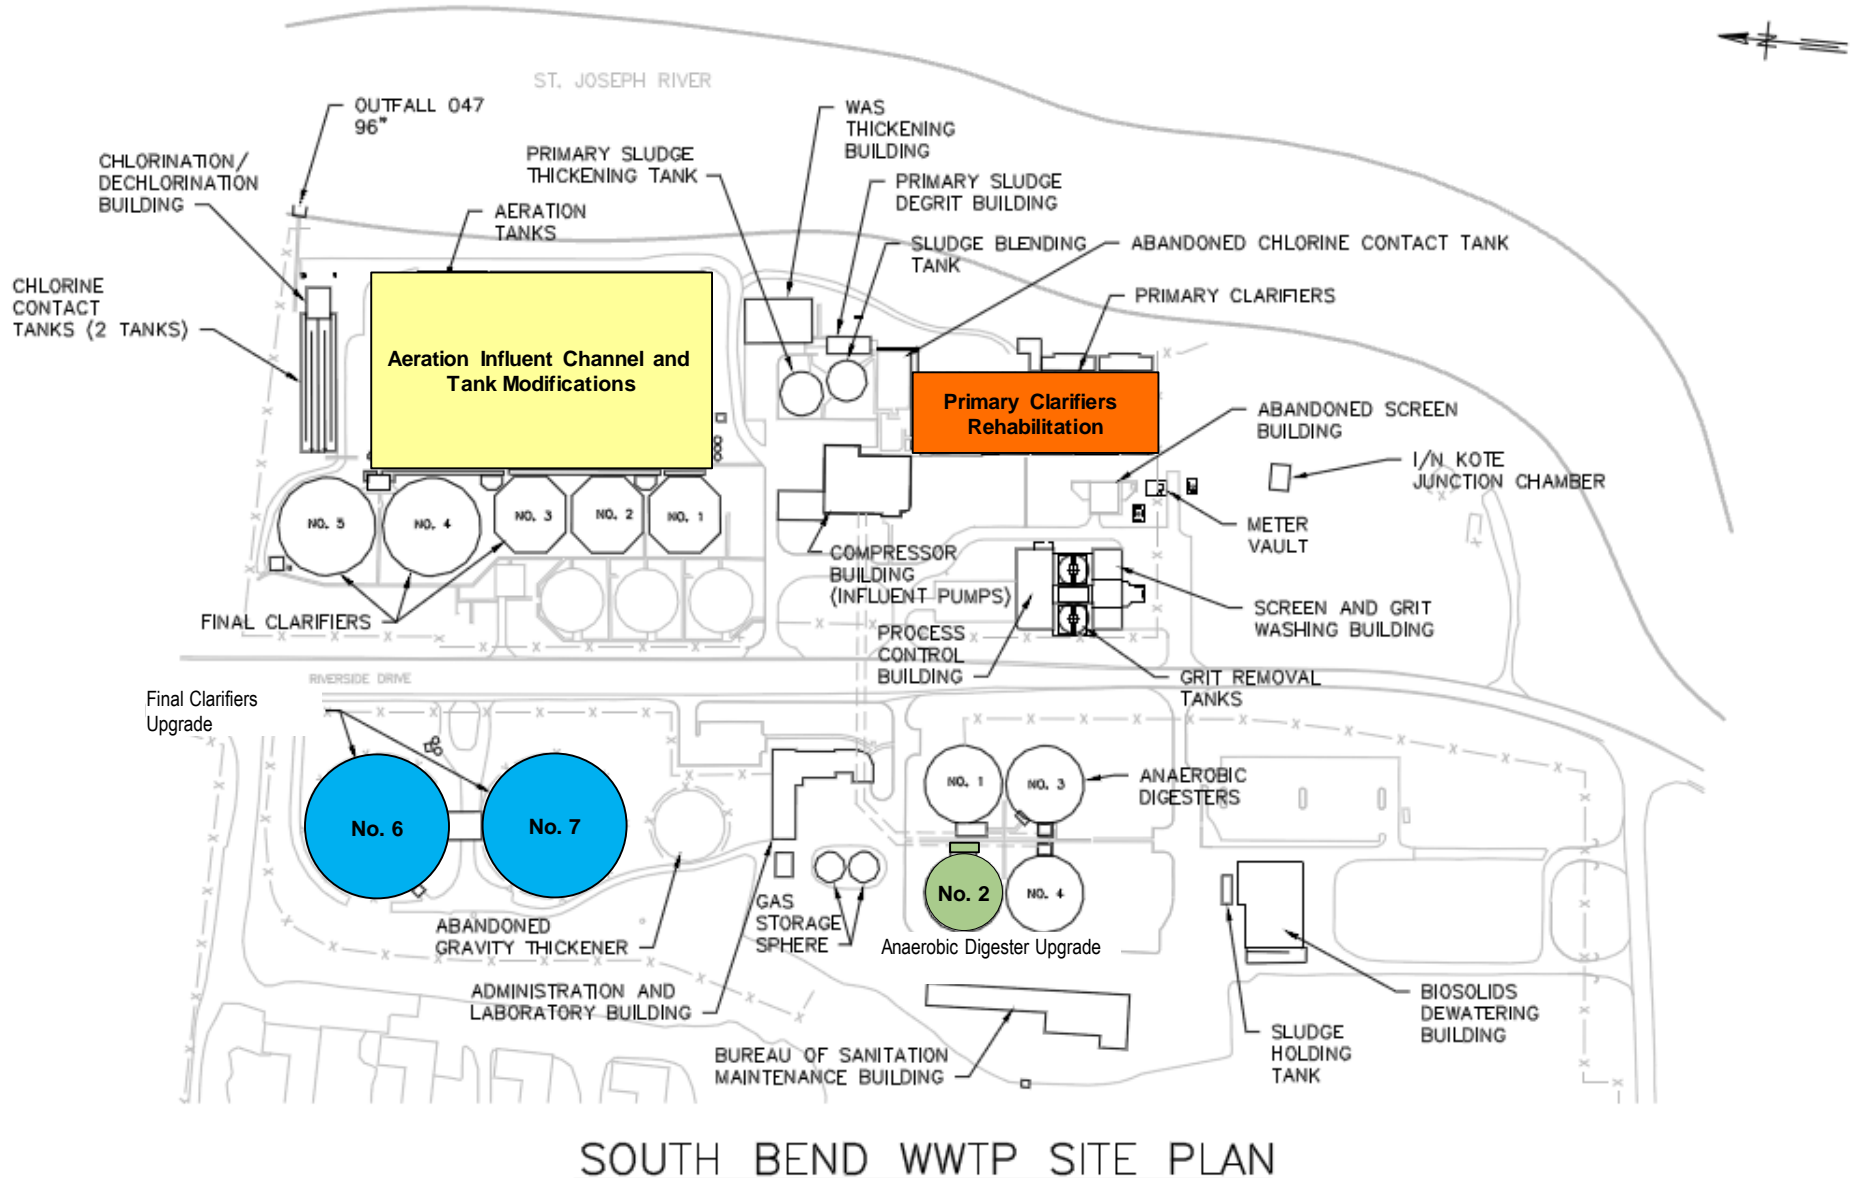 ST. JOSEPH RIVER
OUTFALL 047
96"
WAS
THICKENING
BUILDING
CHLORINATION/
DECHLORINATION
BUILDING
PRIMARY SLUDGE
THICKENING TANK
PRIMARY SLUDGE
DEGRIT BUILDING
AERATION
TANKS
SLUDGE BLENDING
TANK
ABANDONED CHLORINE CONTACT TANK
CHLORINE
CONTACT
TANKS (2 TANKS)
PRIMARY CLARIFIERS
Aeration Influent Channel and
Tank Modifications
Primary Clarifiers
Rehabilitation
ABANDONED SCREEN
BUILDING
I/N KOTE
JUNCTION CHAMBER
NO. 5
NO. 4
NO. 3
NO. 2
NO. 1
METER
VAULT
COMPRESSOR
BUILDING
(INFLUENT PUMPS)
FINAL CLARIFIERS
SCREEN AND GRIT
WASHING BUILDING
PROCESS
CONTROL
BUILDING
GRIT REMOVAL
TANKS
RIVERSIDE DRIVE
Final Clarifiers
Upgrade
NO. 1
NO. 3
ANAEROBIC
DIGESTERS
No. 6
No. 7
No. 2
NO. 4
GAS
STORAGE
SPHERE
ABANDONED
GRAVITY THICKENER
Anaerobic Digester Upgrade
ADMINISTRATION AND
LABORATORY BUILDING
BIOSOLIDS
DEWATERING
BUILDING
SLUDGE
HOLDING
TANK
BUREAU OF SANITATION
MAINTENANCE BUILDING
SOUTH BEND WWTP SITE PLAN